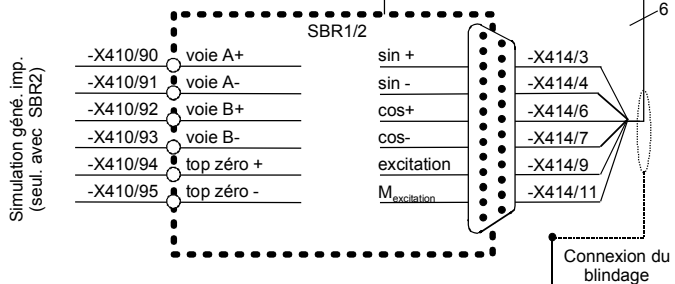 6
SBR1/2
Simulation géné. imp.
(seul. avec SBR2)
-X410/90 voie A+ sin + -X414/3
-X410/91 voie A- sin - -X414/4
-X410/92 voie B+ cos+ -X414/6
-X410/93 voie B- cos- -X414/7
-X410/94 top zéro + excitation -X414/9
-X410/95 top zéro - Mexcitation -X414/11
Connexion du
blindage